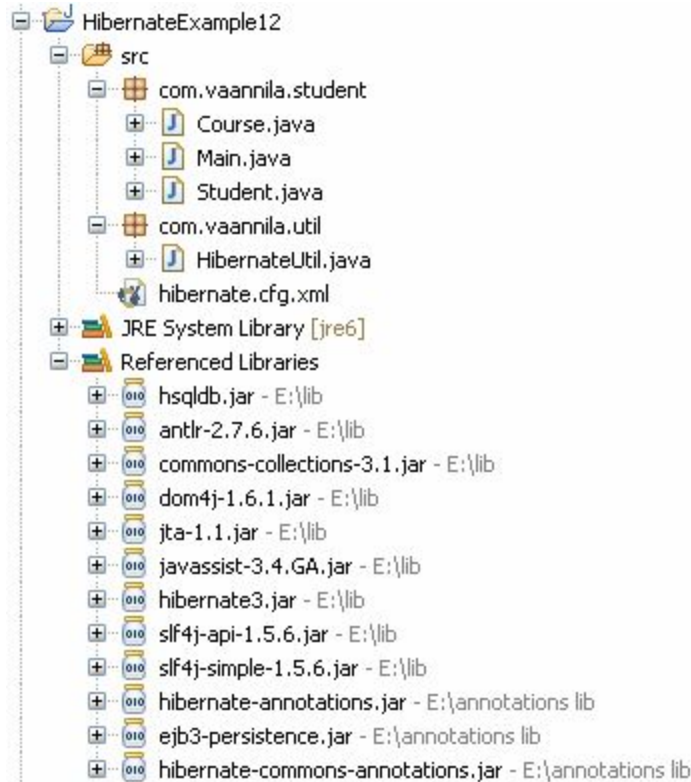 HibernateExample12
src
com.vaannila.student
Course.java
Main.java
Student.java
com.vaannila.util
HibernateUtil.java
hibernate.cfg.xml
JRE System Library [jre6]
Referenced Libraries
hsqldb.jar - E:\lib
antlr-2.7.6.jar - E:\lib
commons-collections-3.1.jar - E:\lib
dom4j-1.6.1.jar - E:\lib
jta-1.1.jar - E:\lib
javassist-3.4.GA.jar - E:\lib
hibernate3.jar - E:\lib
slf4j-api-1.5.6.jar - E:\lib
slf4j-simple-1.5.6.jar - E:\lib
hibernate-annotations.jar - E:\annotations lib
ejb3-persistence.jar - E:\annotations lib
hibernate-commons-annotations.jar - E:\annotations lib